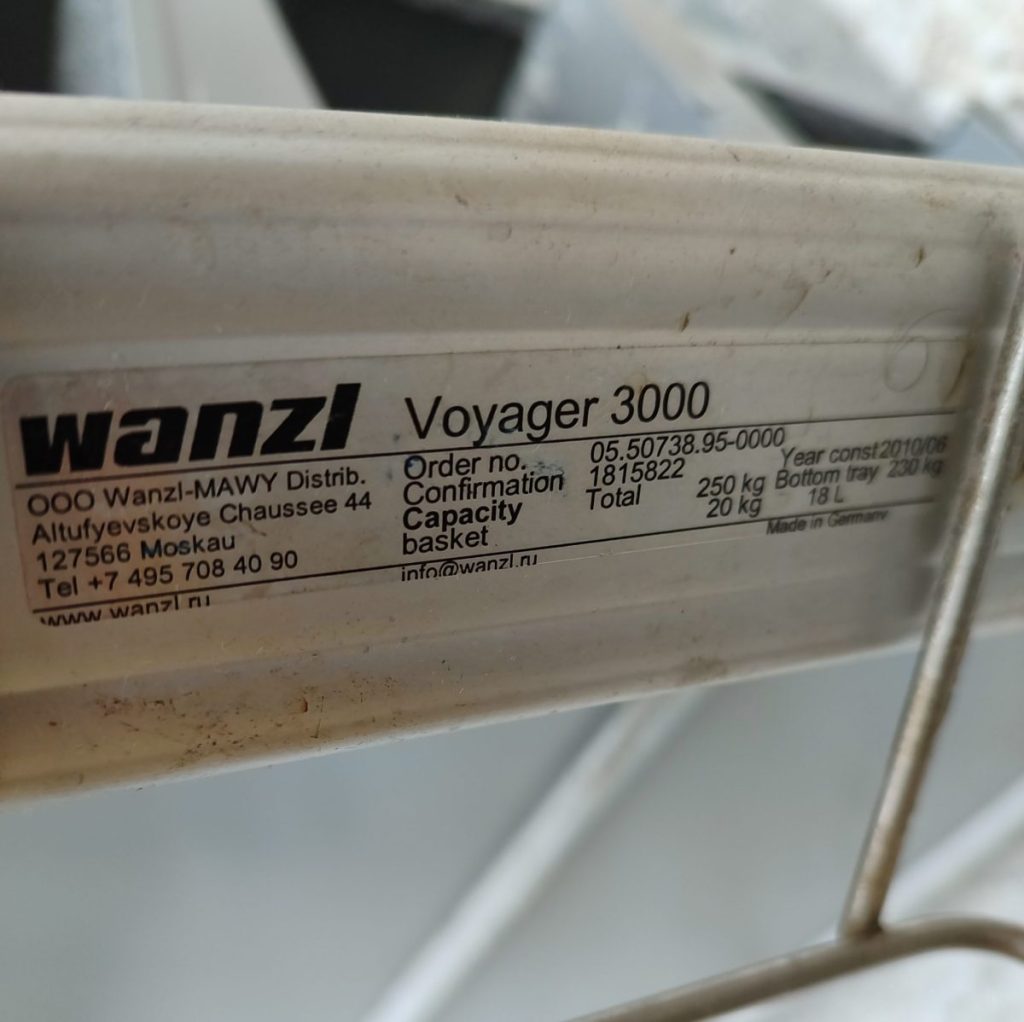 wanzl
OOO Wanzl-MAWY Distrib.
Altufyevskoye Chaussee 44
127566 Moskau
Tel +7 495 708 40 90
www.wanzl.ru
Voyager 3000
Order no. 05.50738.95-0000 Year const 2010/06
Confirmation 1815822
Capacity Total 250 kg Bottom tray 230 kg
basket 20 kg 18 L
info@wanzl.ru Made in Germany